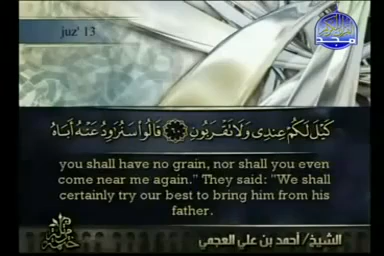 juz' 13
كَيْلَ لَكُمْ عِندِى وَلَا تَقْرَبُونِ ۝٦٠ قَالُوا۟ سَنُرَٰوِدُ عَنْهُ أَبَاهُ
you shall have no grain, nor shall you even
come near me again." They said: "We shall
certainly try our best to bring him from his
father.
الشيخ/ أحمد بن علي العجمي